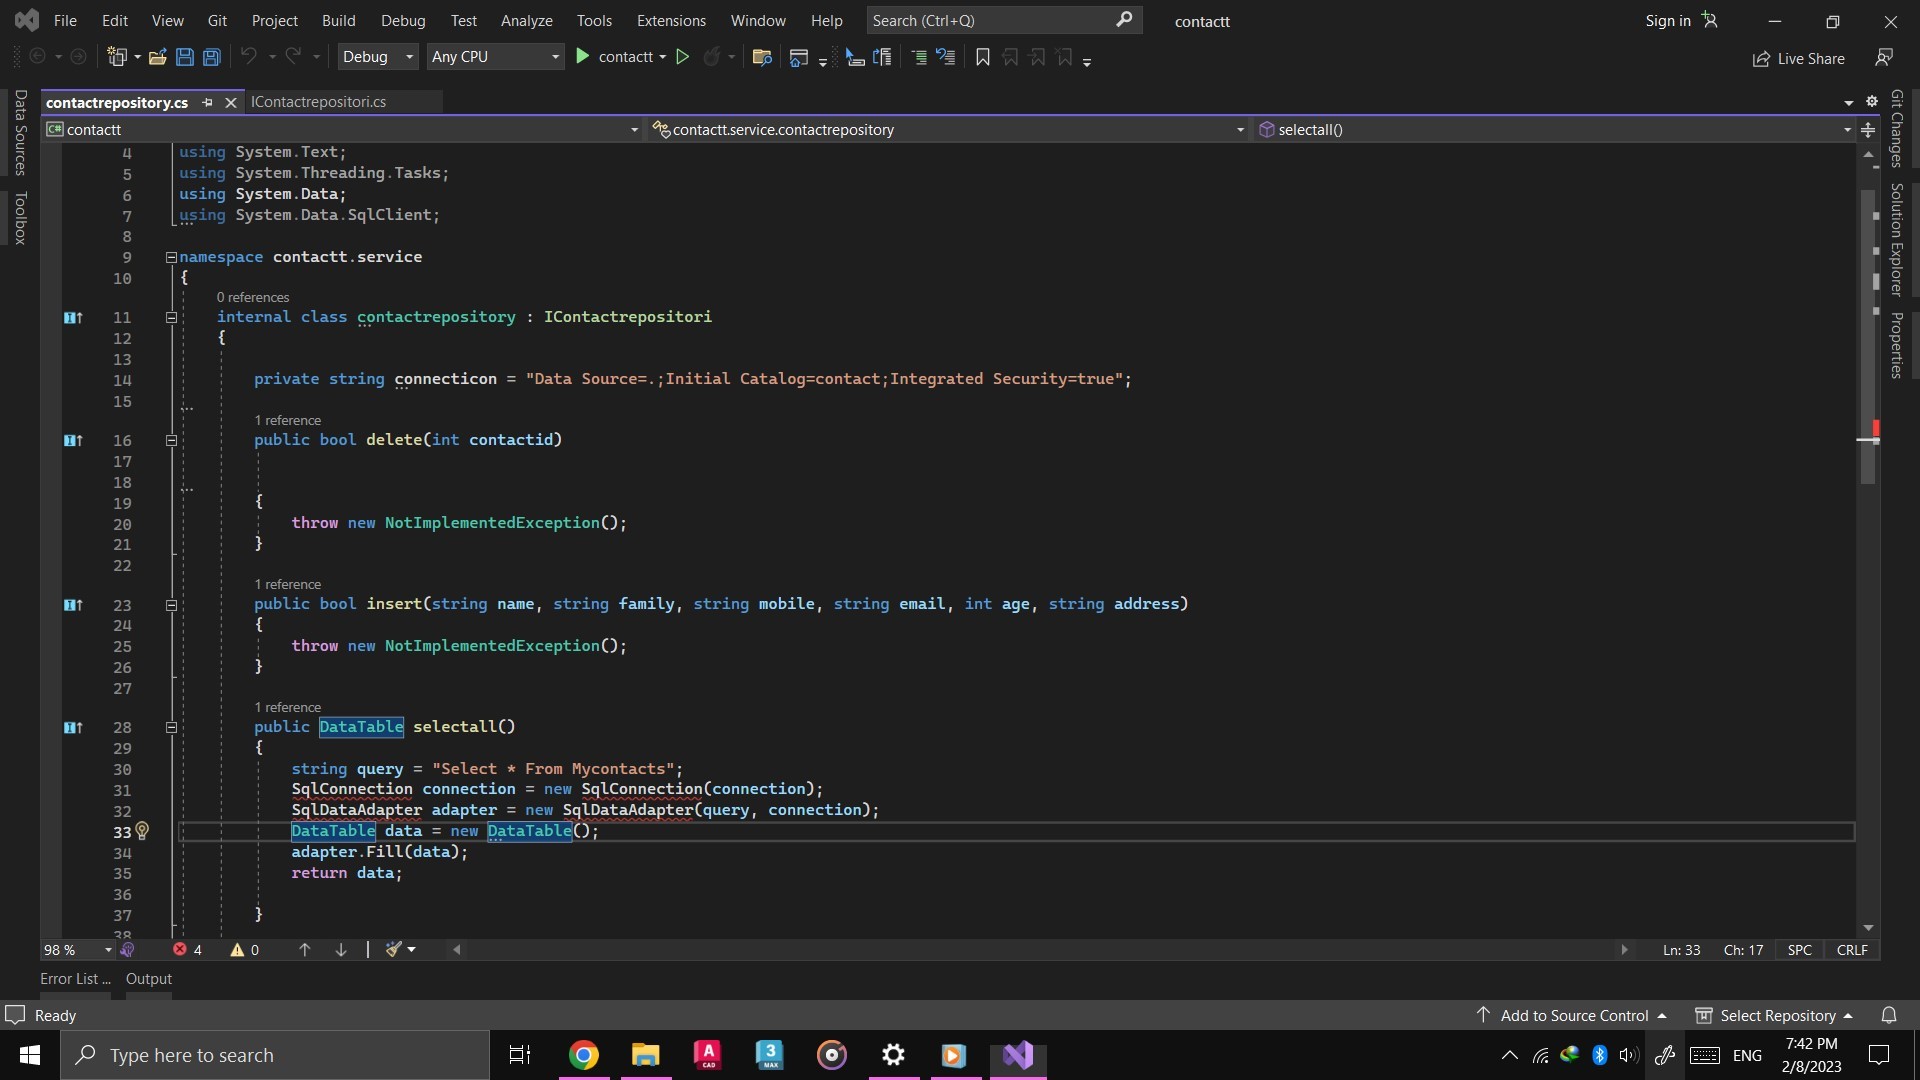 File Edit View Git Project Build Debug Test Analyze Tools Extensions Window Help Search (Ctrl+Q) contactt Sign in
Debug Any CPU contactt Live Share
contactrepository.cs IContactrepositori.cs
contactt contactt.service.contactrepository selectall()
Data Sources
Toolbox
Git Changes
Solution Explorer
Properties
4 using System.Text;
5 using System.Threading.Tasks;
6 using System.Data;
7 using System.Data.SqlClient;
8
9 namespace contactt.service
10 {
0 references
11 internal class contactrepository : IContactrepositori
12 {
13
14 private string connecticon = "Data Source=.;Initial Catalog=contact;Integrated Security=true";
15
1 reference
16 public bool delete(int contactid)
17
18
19 {
20 throw new NotImplementedException();
21 }
22
1 reference
23 public bool insert(string name, string family, string mobile, string email, int age, string address)
24 {
25 throw new NotImplementedException();
26 }
27
1 reference
28 public DataTable selectall()
29 {
30 string query = "Select * From Mycontacts";
31 SqlConnection connection = new SqlConnection(connection);
32 SqlDataAdapter adapter = new SqlDataAdapter(query, connection);
33 DataTable data = new DataTable();
34 adapter.Fill(data);
35 return data;
36
37 }
38
98 % 4 0 Ln: 33 Ch: 17 SPC CRLF
Error List ... Output
Ready Add to Source Control Select Repository
Type here to search A CAD 3 MAX ENG 7:42 PM
2/8/2023